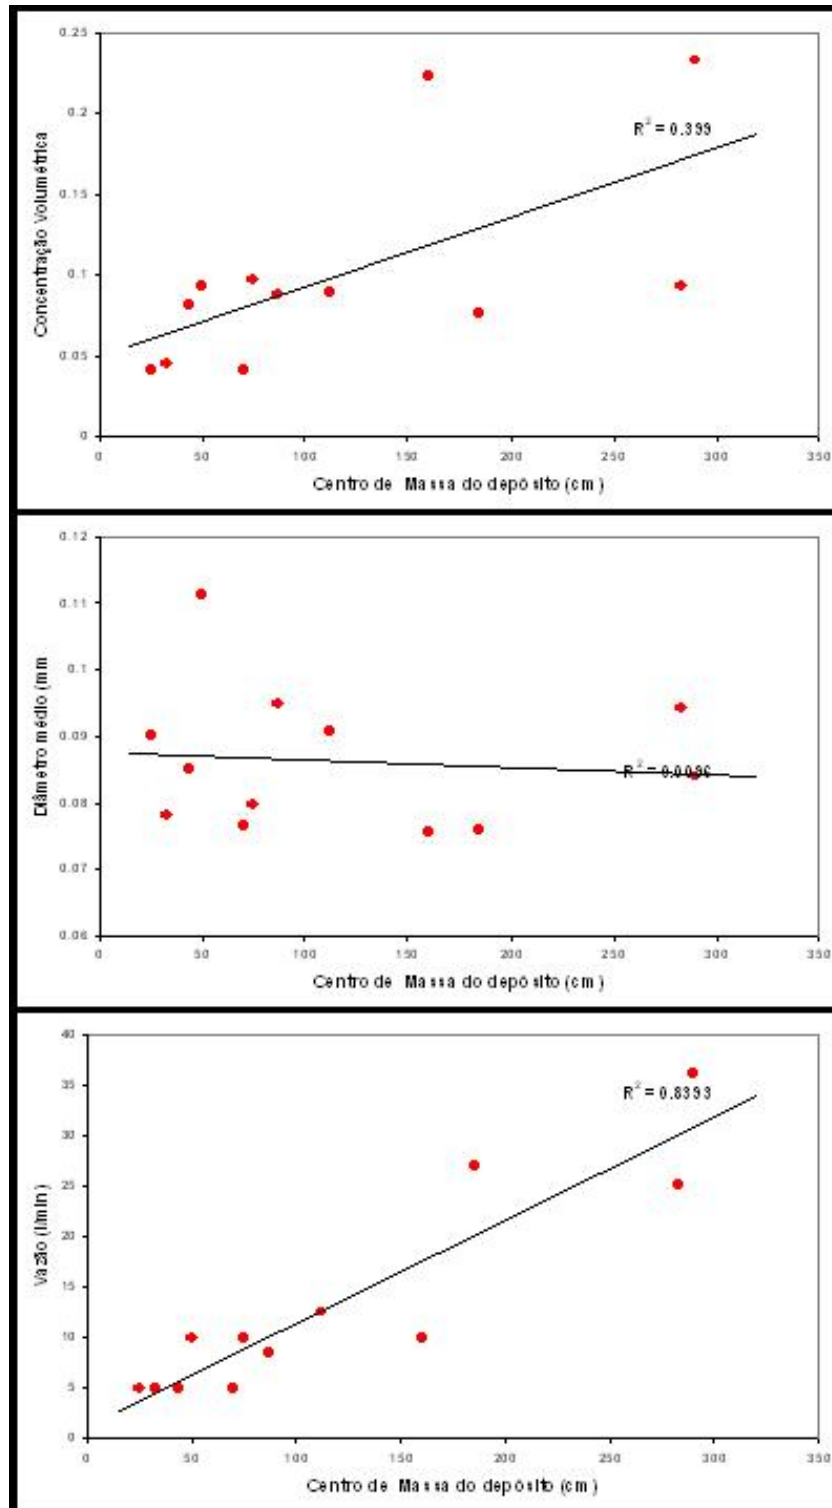 0.25
0.2
0.15
0.1
0.05
0
Concentração Volumétrica
R² = 0.399
0 50 100 150 200 250 300 350
Centro de Massa do depósito (cm)
0.12
0.11
0.1
0.09
0.08
0.07
0.06
Diâmetro médio (mm
R² = 0.0096
0 50 100 150 200 250 300 350
Centro de Massa do depósito (cm)
40
35
30
25
20
15
10
5
0
Vazão (l/min)
R² = 0.8393
0 50 100 150 200 250 300 350
Centro de Massa do depósito (cm)